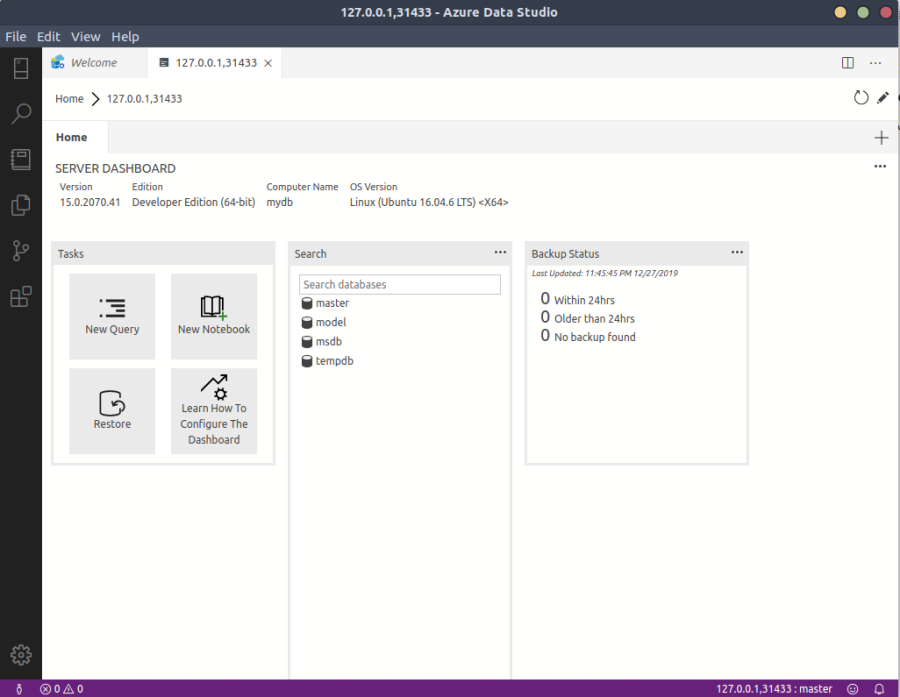 127.0.0.1,31433 - Azure Data Studio
File Edit View Help
Welcome 127.0.0.1,31433
Home 127.0.0.1,31433
Home
SERVER DASHBOARD
Version Edition Computer Name OS Version
15.0.2070.41 Developer Edition (64-bit) mydb Linux (Ubuntu 16.04.6 LTS) <X64>
Tasks
New Query
New Notebook
Restore
Learn How To
Configure The
Dashboard
Search
Search databases
master
model
msdb
tempdb
Backup Status
Last Updated: 11:45:45 PM 12/27/2019
0 Within 24hrs
0 Older than 24hrs
0 No backup found
0 0 127.0.0.1,31433 : master